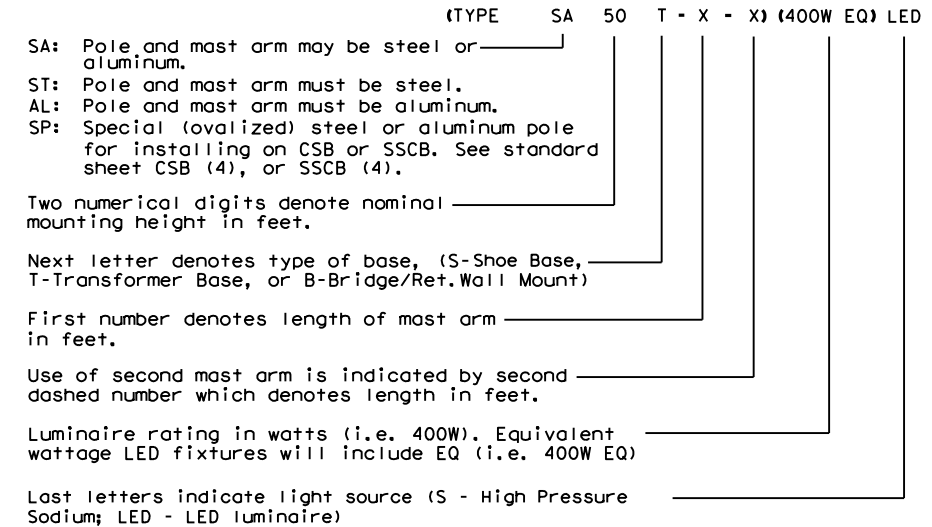 (TYPE SA 50 T - X - X) (400W EQ) LED
SA: Pole and mast arm may be steel or
aluminum.
ST: Pole and mast arm must be steel.
AL: Pole and mast arm must be aluminum.
SP: Special (ovalized) steel or aluminum pole
for installing on CSB or SSCB. See standard
sheet CSB (4), or SSCB (4).
Two numerical digits denote nominal
mounting height in feet.
Next letter denotes type of base, (S-Shoe Base,
T-Transformer Base, or B-Bridge/Ret.Wall Mount)
First number denotes length of mast arm
in feet.
Use of second mast arm is indicated by second
dashed number which denotes length in feet.
Luminaire rating in watts (i.e. 400W). Equivalent
wattage LED fixtures will include EQ (i.e. 400W EQ)
Last letters indicate light source (S - High Pressure
Sodium; LED - LED luminaire)